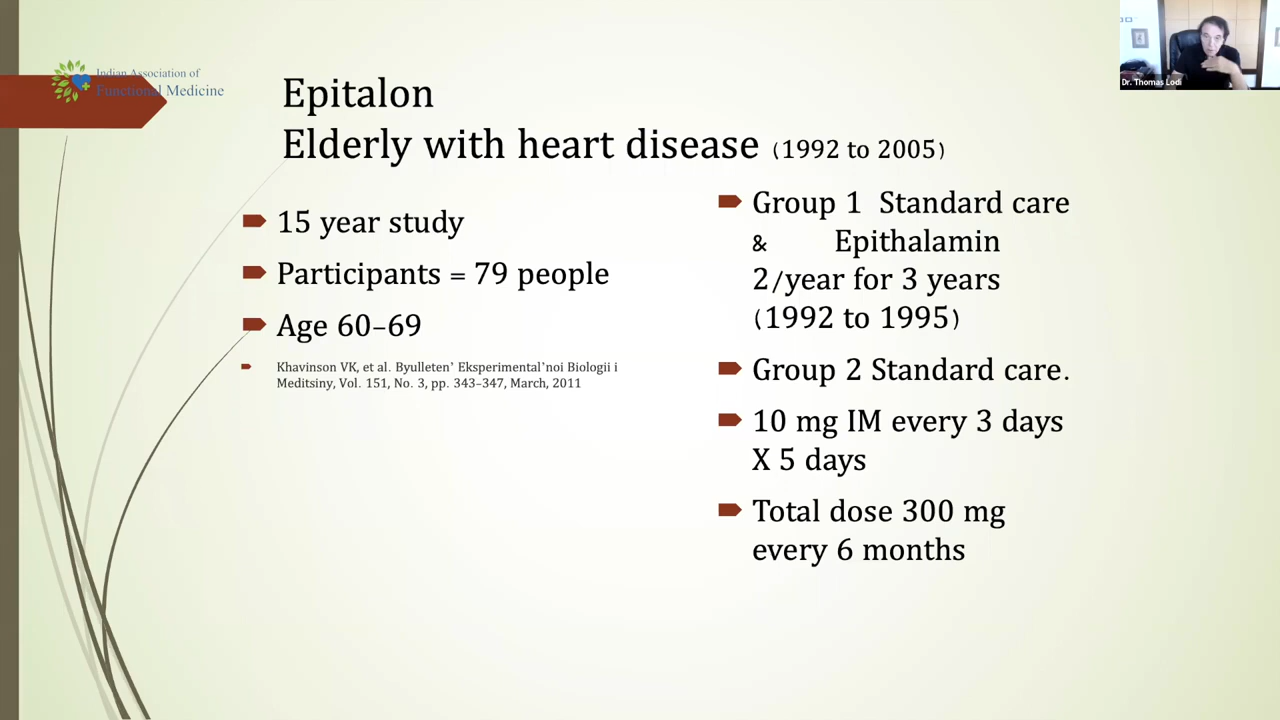 Indian Association of
Functional Medicine
Dr. Thomas Lodi
Epitalon
Elderly with heart disease (1992 to 2005)
15 year study
Participants = 79 people
Age 60–69
Khavinson VK, et al. Byulleten’ Eksperimental’noi Biologii i
Meditsiny, Vol. 151, No. 3, pp. 343–347, March, 2011
Group 1 Standard care
& Epithalamin
2/year for 3 years
(1992 to 1995)
Group 2 Standard care.
10 mg IM every 3 days
X 5 days
Total dose 300 mg
every 6 months